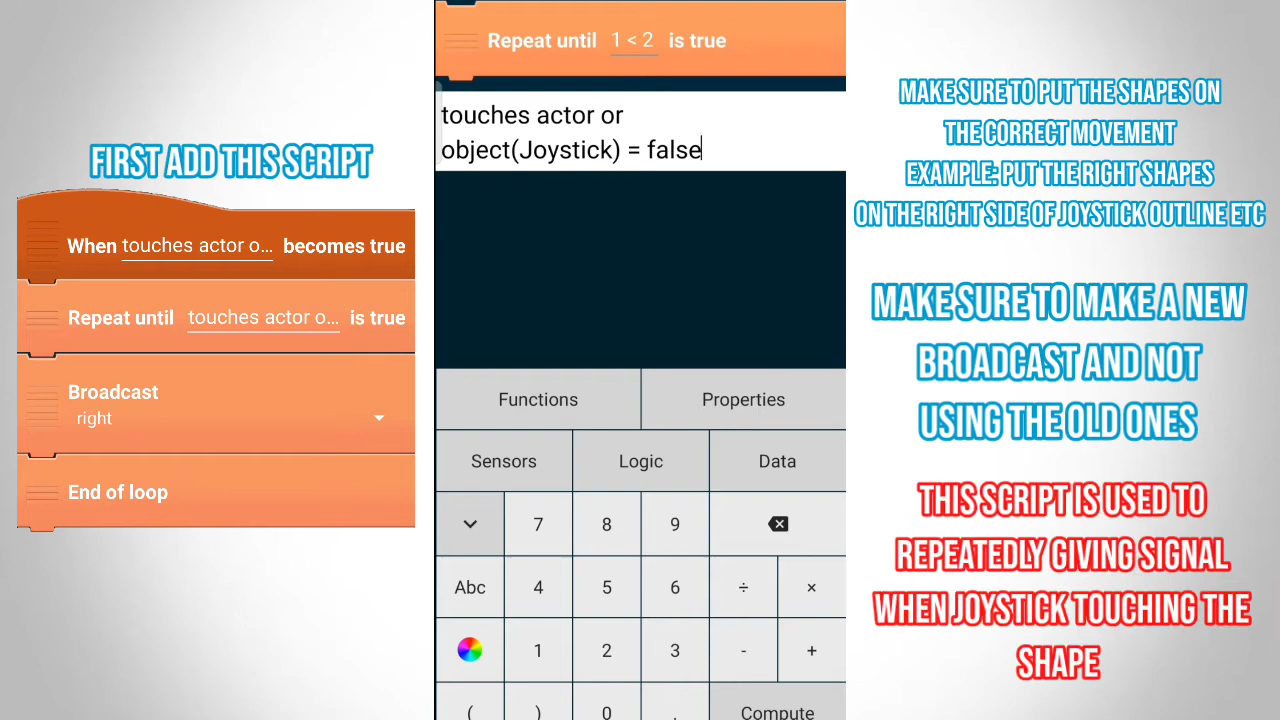 FIRST ADD THIS SCRIPT
When touches actor o... becomes true
Repeat until touches actor o... is true
Broadcast
right
End of loop
Repeat until 1 < 2 is true
touches actor or
object(Joystick) = false
Functions Properties
Sensors Logic Data
7 8 9
Abc 4 5 6 ÷ ×
1 2 3 - +
( ) 0 . Compute
MAKE SURE TO PUT THE SHAPES ON
THE CORRECT MOVEMENT
EXAMPLE: PUT THE RIGHT SHAPES
ON THE RIGHT SIDE OF JOYSTICK OUTLINE ETC
MAKE SURE TO MAKE A NEW
BROADCAST AND NOT
USING THE OLD ONES
THIS SCRIPT IS USED TO
REPEATEDLY GIVING SIGNAL
WHEN JOYSTICK TOUCHING THE
SHAPE